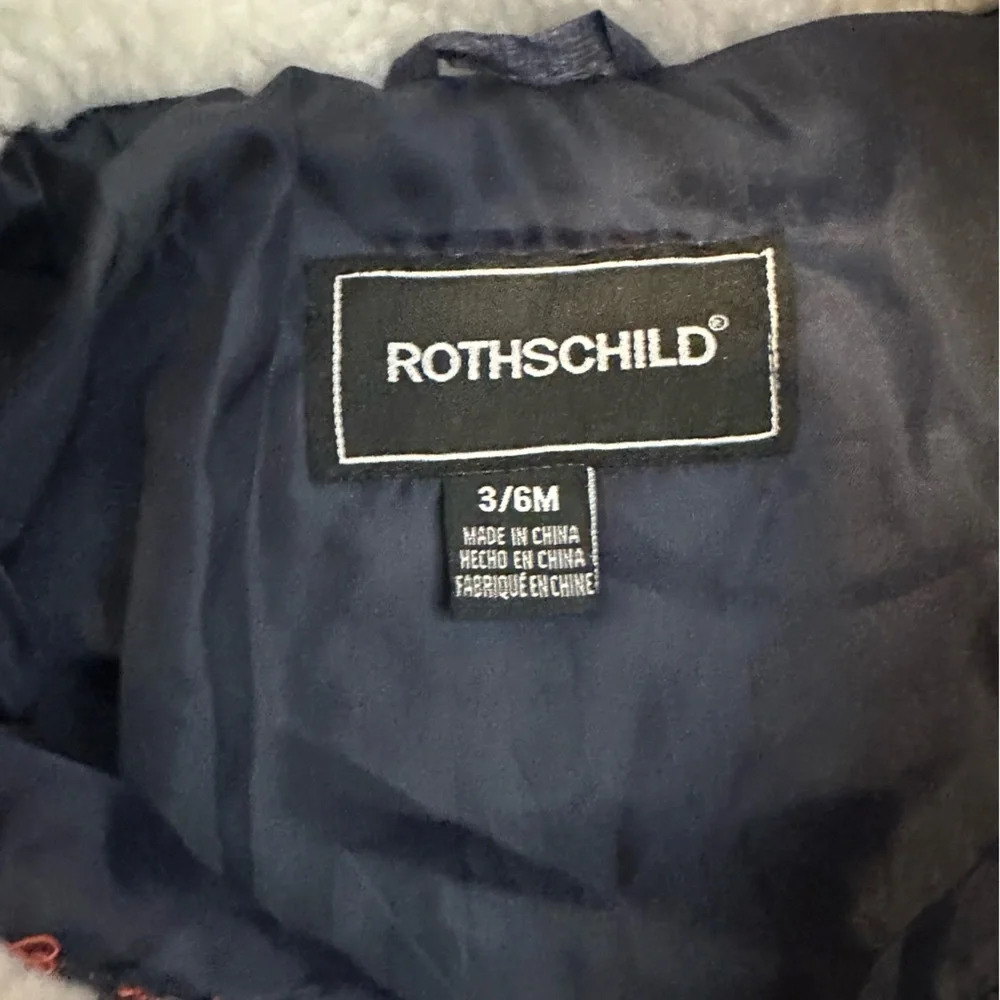 ROTHSCHILD®
3/6M
MADE IN CHINA
HECHO EN CHINA
FABRIQUÉ EN CHINE